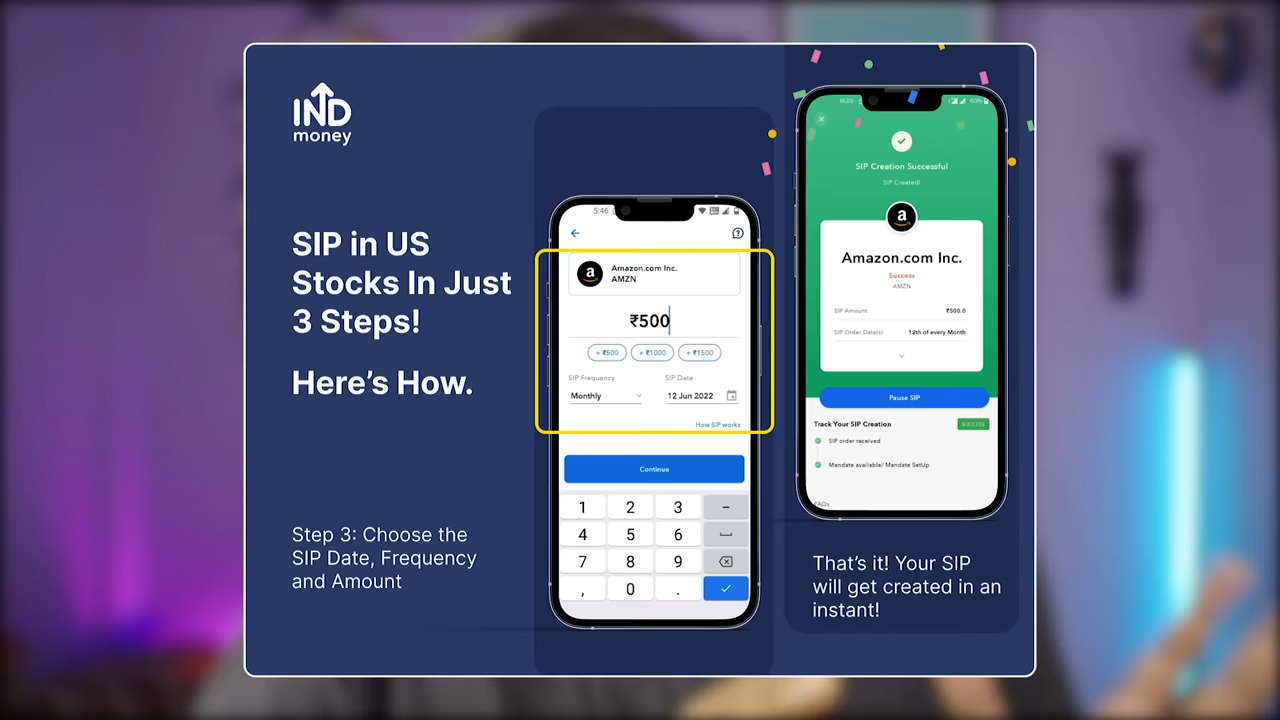 IND
money
SIP in US
Stocks In Just
3 Steps!
Here's How.
Step 3: Choose the
SIP Date, Frequency
and Amount
5:46
a
Amazon.com Inc.
AMZN
₹500
+ ₹500 + ₹1000 + ₹1500
SIP Frequency SIP Date
Monthly 12 Jun 2022
How SIP works
Continue
1 2 3 –
4 5 6
7 8 9
, 0 .
60%
SIP Creation Successful
SIP Created!
a
Amazon.com Inc.
Success
AMZN
SIP Amount ₹500.0
SIP Order Date(s) 12th of every Month
Pause SIP
Track Your SIP Creation SUCCESS
SIP order received
Mandate available/ Mandate SetUp
FAQs
That's it! Your SIP
will get created in an
instant!